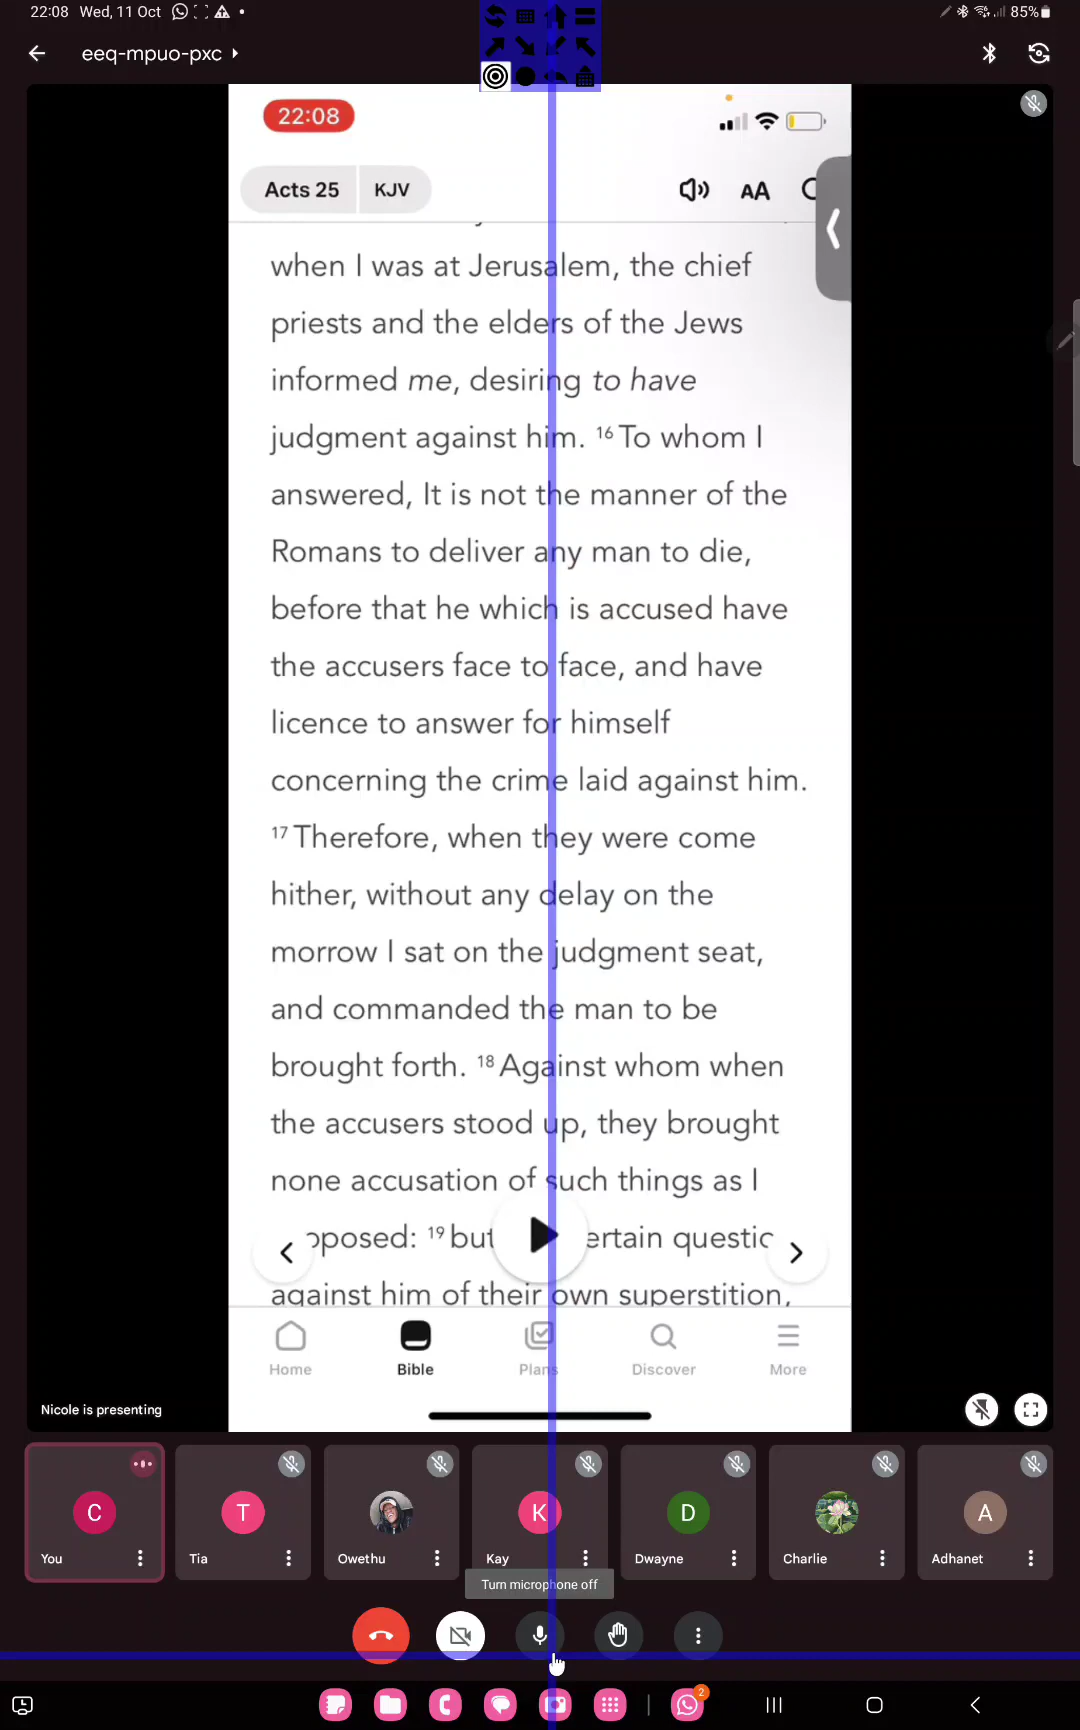 22:08 Wed, 11 Oct
85%
eeq-mpuo-pxc
22:08
Acts 25
KJV
AA
when I was at Jerusalem, the chief
priests and the elders of the Jews
informed me, desiring to have
judgment against him. 16 To whom I
answered, It is not the manner of the
Romans to deliver any man to die,
before that he which is accused have
the accusers face to face, and have
licence to answer for himself
concerning the crime laid against him.
17 Therefore, when they were come
hither, without any delay on the
morrow I sat on the judgment seat,
and commanded the man to be
brought forth. 18 Against whom when
the accusers stood up, they brought
none accusation of such things as I
pposed: 19 but ertain questio
against him of their own superstition,
Home
Bible
Plans
Discover
More
Nicole is presenting
C
T
K
D
A
You
Tia
Owethu
Kay
Dwayne
Charlie
Adhanet
Turn microphone off
2